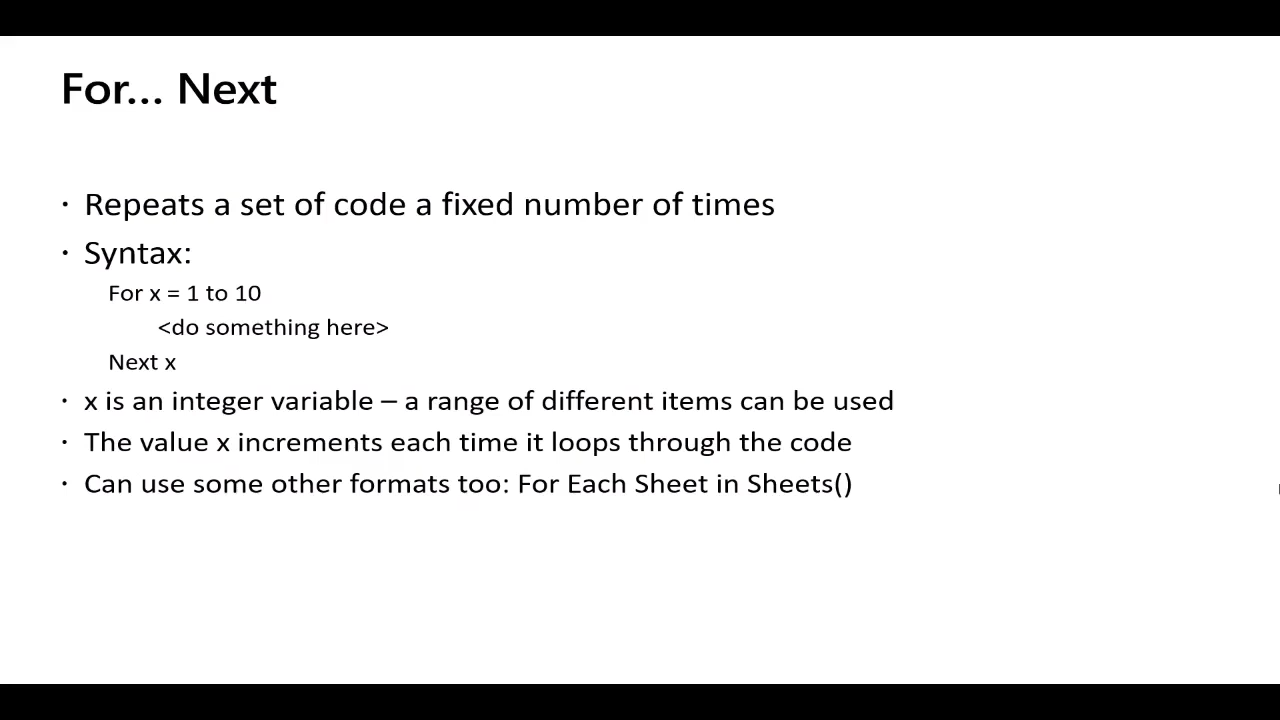 For... Next
· Repeats a set of code a fixed number of times
· Syntax:
For x = 1 to 10
<do something here>
Next x
· x is an integer variable – a range of different items can be used
· The value x increments each time it loops through the code
· Can use some other formats too: For Each Sheet in Sheets()